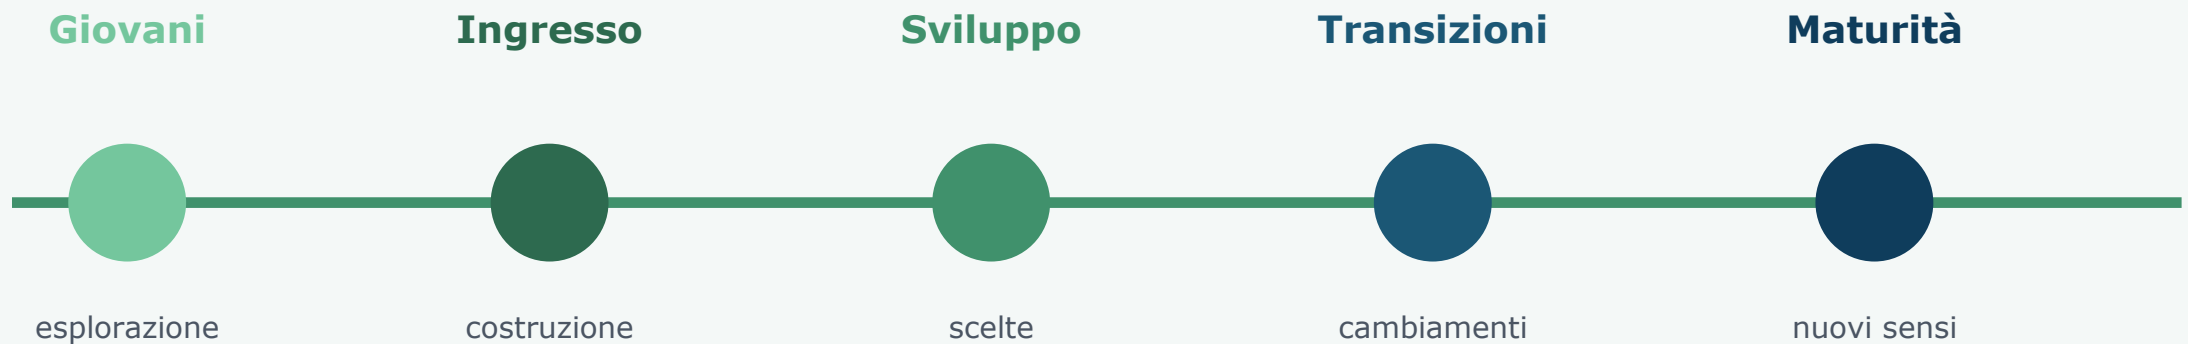 Giovani Ingresso Sviluppo Transizioni Maturità
esplorazione costruzione scelte cambiamenti nuovi sensi